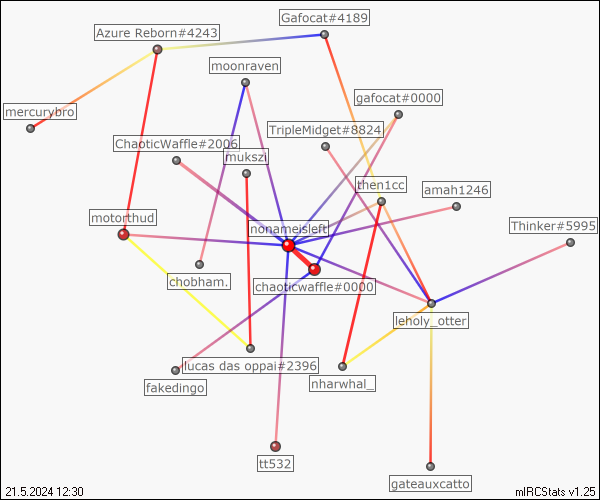 Gafocat#4189
Azure Reborn#4243
moonraven
gafocat#0000
mercurybro
TripleMidget#8824
ChaoticWaffle#2006
mukszi
then1cc
amah1246
motorthud
nonameisleft
Thinker#5995
chobham.
chaoticwaffle#0000
leholy_otter
lucas das oppai#2396
fakedingo
nharwhal_
tt532
gateauxcatto
21.5.2024 12:30
mIRCStats v1.25